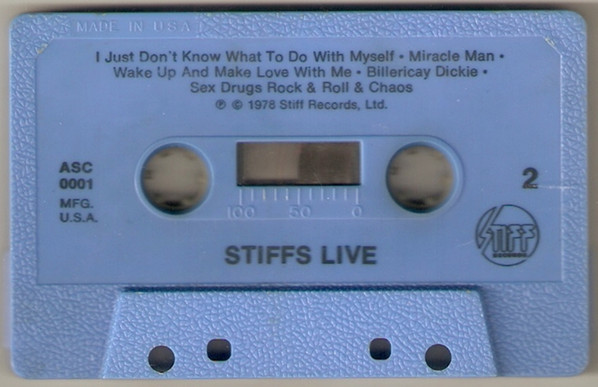 MADE IN U.S.A.
I Just Don't Know What To Do With Myself • Miracle Man •
Wake Up And Make Love With Me • Billericay Dickie •
Sex Drugs Rock & Roll & Chaos
℗ © 1978 Stiff Records, Ltd.
ASC
0001
MFG.
U.S.A.
2
100 50 0
STIFF
RECORDS
STIFFS LIVE